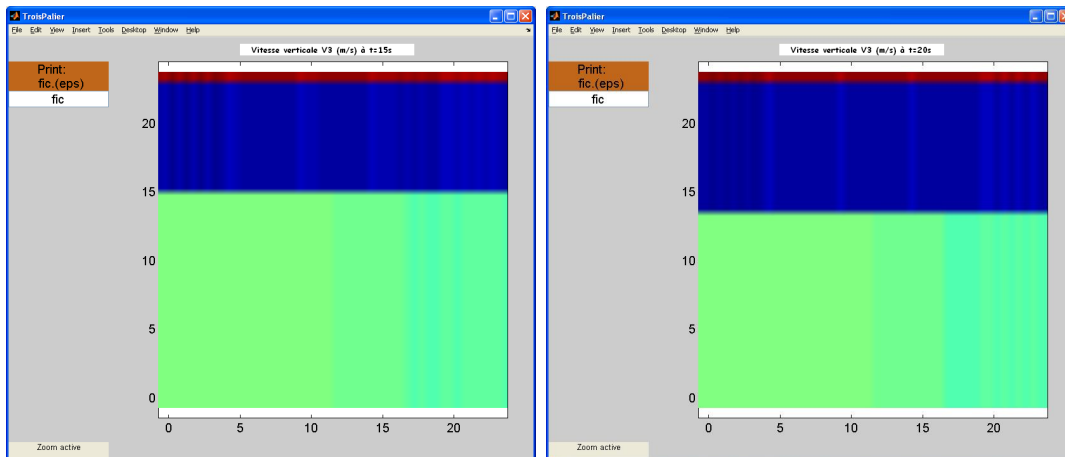 TroisPalier
File Edit View Insert Tools Desktop Window Help
Vitesse verticale V3 (m/s) à t=15s
Print:
fic.(eps)
fic
20
15
10
5
0
0 5 10 15 20
Zoom active
TroisPalier
File Edit View Insert Tools Desktop Window Help
Vitesse verticale V3 (m/s) à t=20s
Print:
fic.(eps)
fic
20
15
10
5
0
0 5 10 15 20
Zoom active